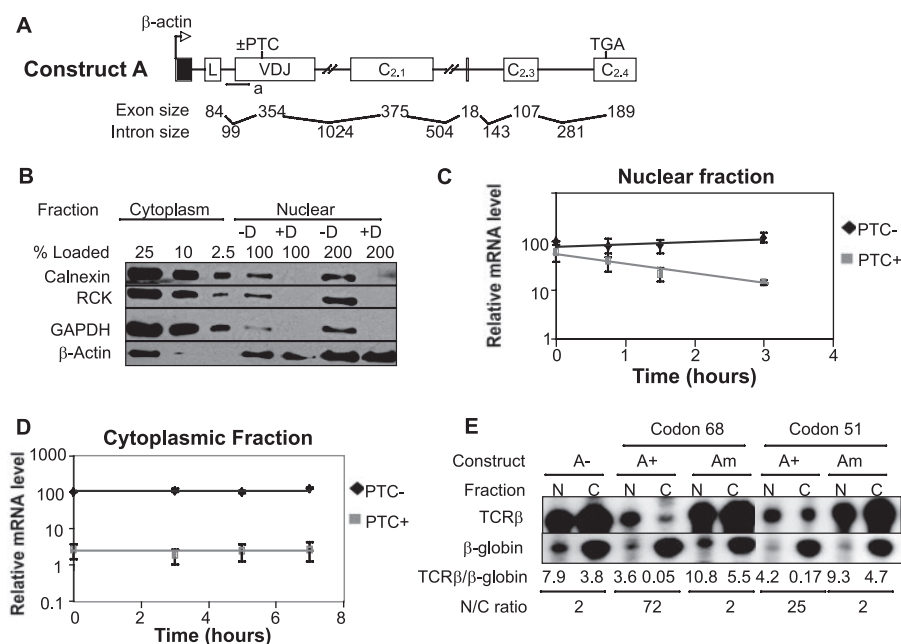 A
β-actin
±PTC
TGA
Construct A
L
VDJ
C2.1
C2.3
C2.4
a
Exon size
84 354 375 18 107 189
Intron size
99 1024 504 143 281
B
Fraction
Cytoplasm
Nuclear
-D +D -D +D
% Loaded
25 10 2.5 100 100 200 200
Calnexin
RCK
GAPDH
β-Actin
C
Nuclear fraction
Relative mRNA level
100
10
1
0 1 2 3 4
Time (hours)
PTC-
PTC+
D
Cytoplasmic Fraction
Relative mRNA level
1000
100
10
1
0.1
0 2 4 6 8
Time (hours)
PTC-
PTC+
E
Codon 68
Codon 51
Construct
A- A+ Am A+ Am
Fraction
N C N C N C N C N C
TCRβ
β-globin
TCRβ/β-globin
7.9 3.8 3.6 0.05 10.8 5.5 4.2 0.17 9.3 4.7
N/C ratio
2 72 2 25 2